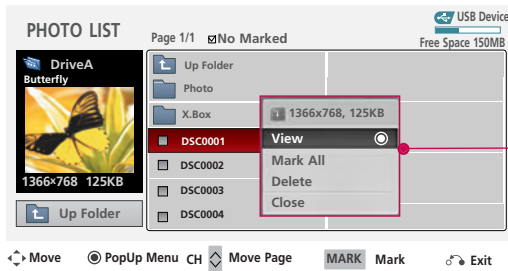 PHOTO LIST
Page 1/1 No Marked
USB Device
Free Space 150MB
DriveA
Butterfly
1366x768 125KB
Up Folder
Up Folder
Photo
X.Box
DSC0001
DSC0002
DSC0003
DSC0004
1366x768, 125KB
View
Mark All
Delete
Close
Move PopUp Menu CH Move Page MARK Mark Exit